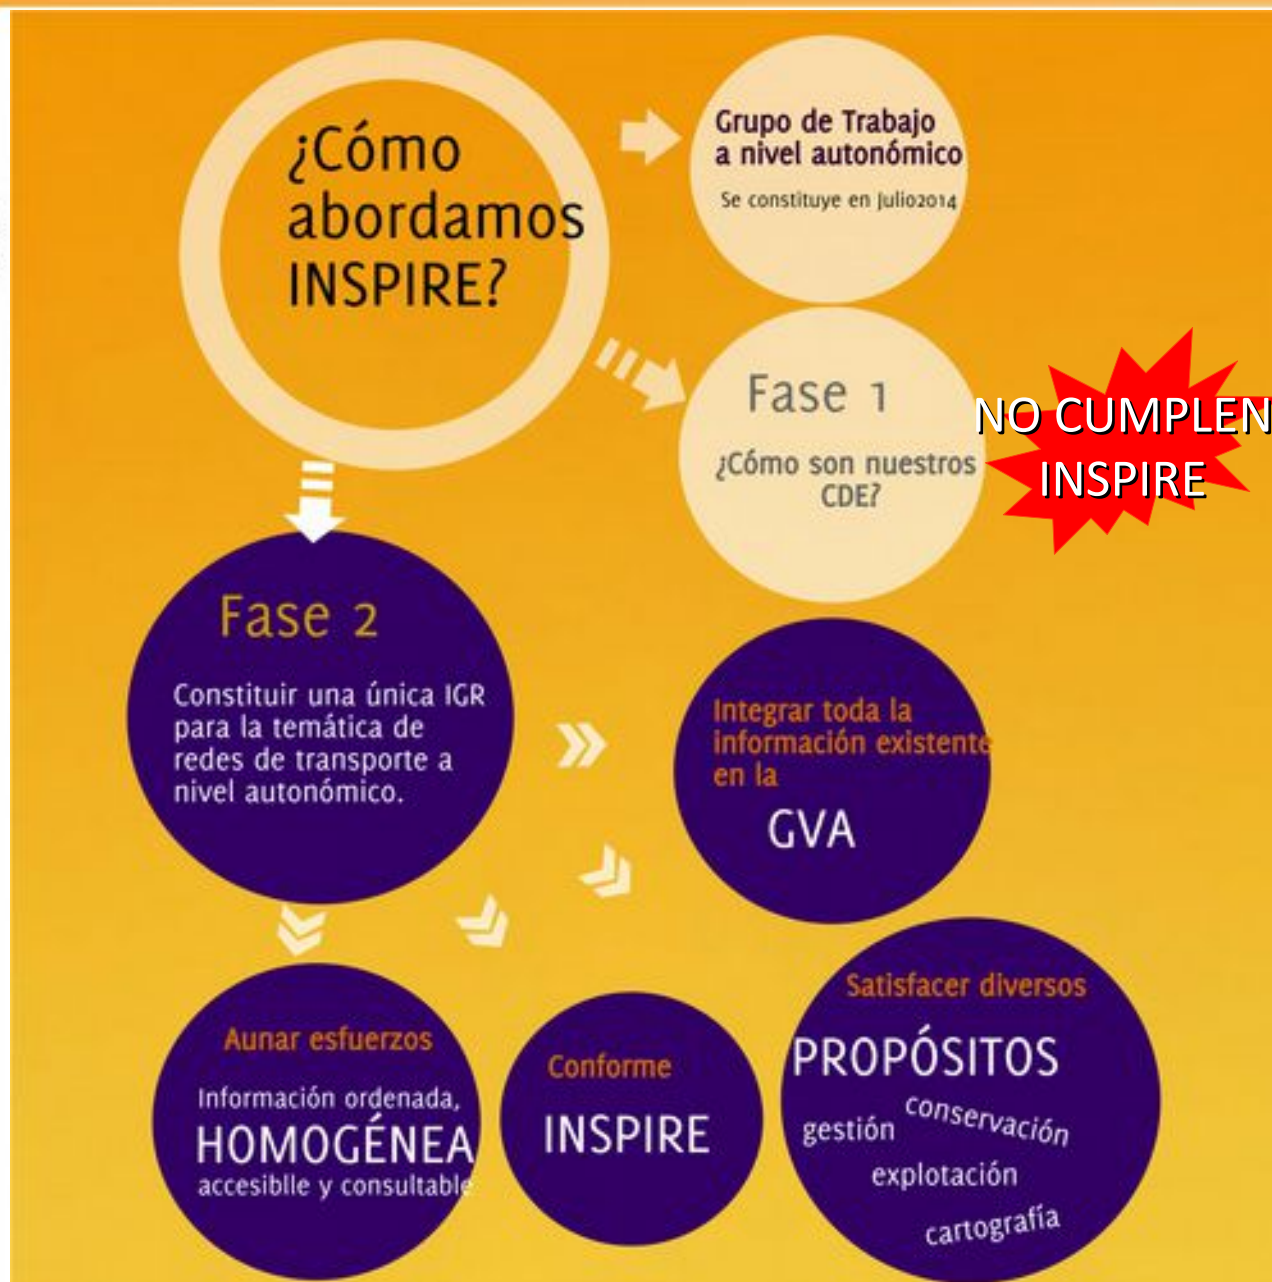 ¿Cómo
abordamos
INSPIRE?
Grupo de Trabajo
a nivel autonómico
Se constituye en Julio2014
Fase 1
¿Cómo son nuestros
CDE?
NO CUMPLEN
INSPIRE
Fase 2
Constituir una única IGR
para la temática de
redes de transporte a
nivel autonómico.
Integrar toda la
información existente
en la
GVA
Aunar esfuerzos
Información ordenada,
HOMOGÉNEA
accesiblle y consultable
Conforme
INSPIRE
Satisfacer diversos
PROPÓSITOS
conservación
gestión
explotación
cartografía